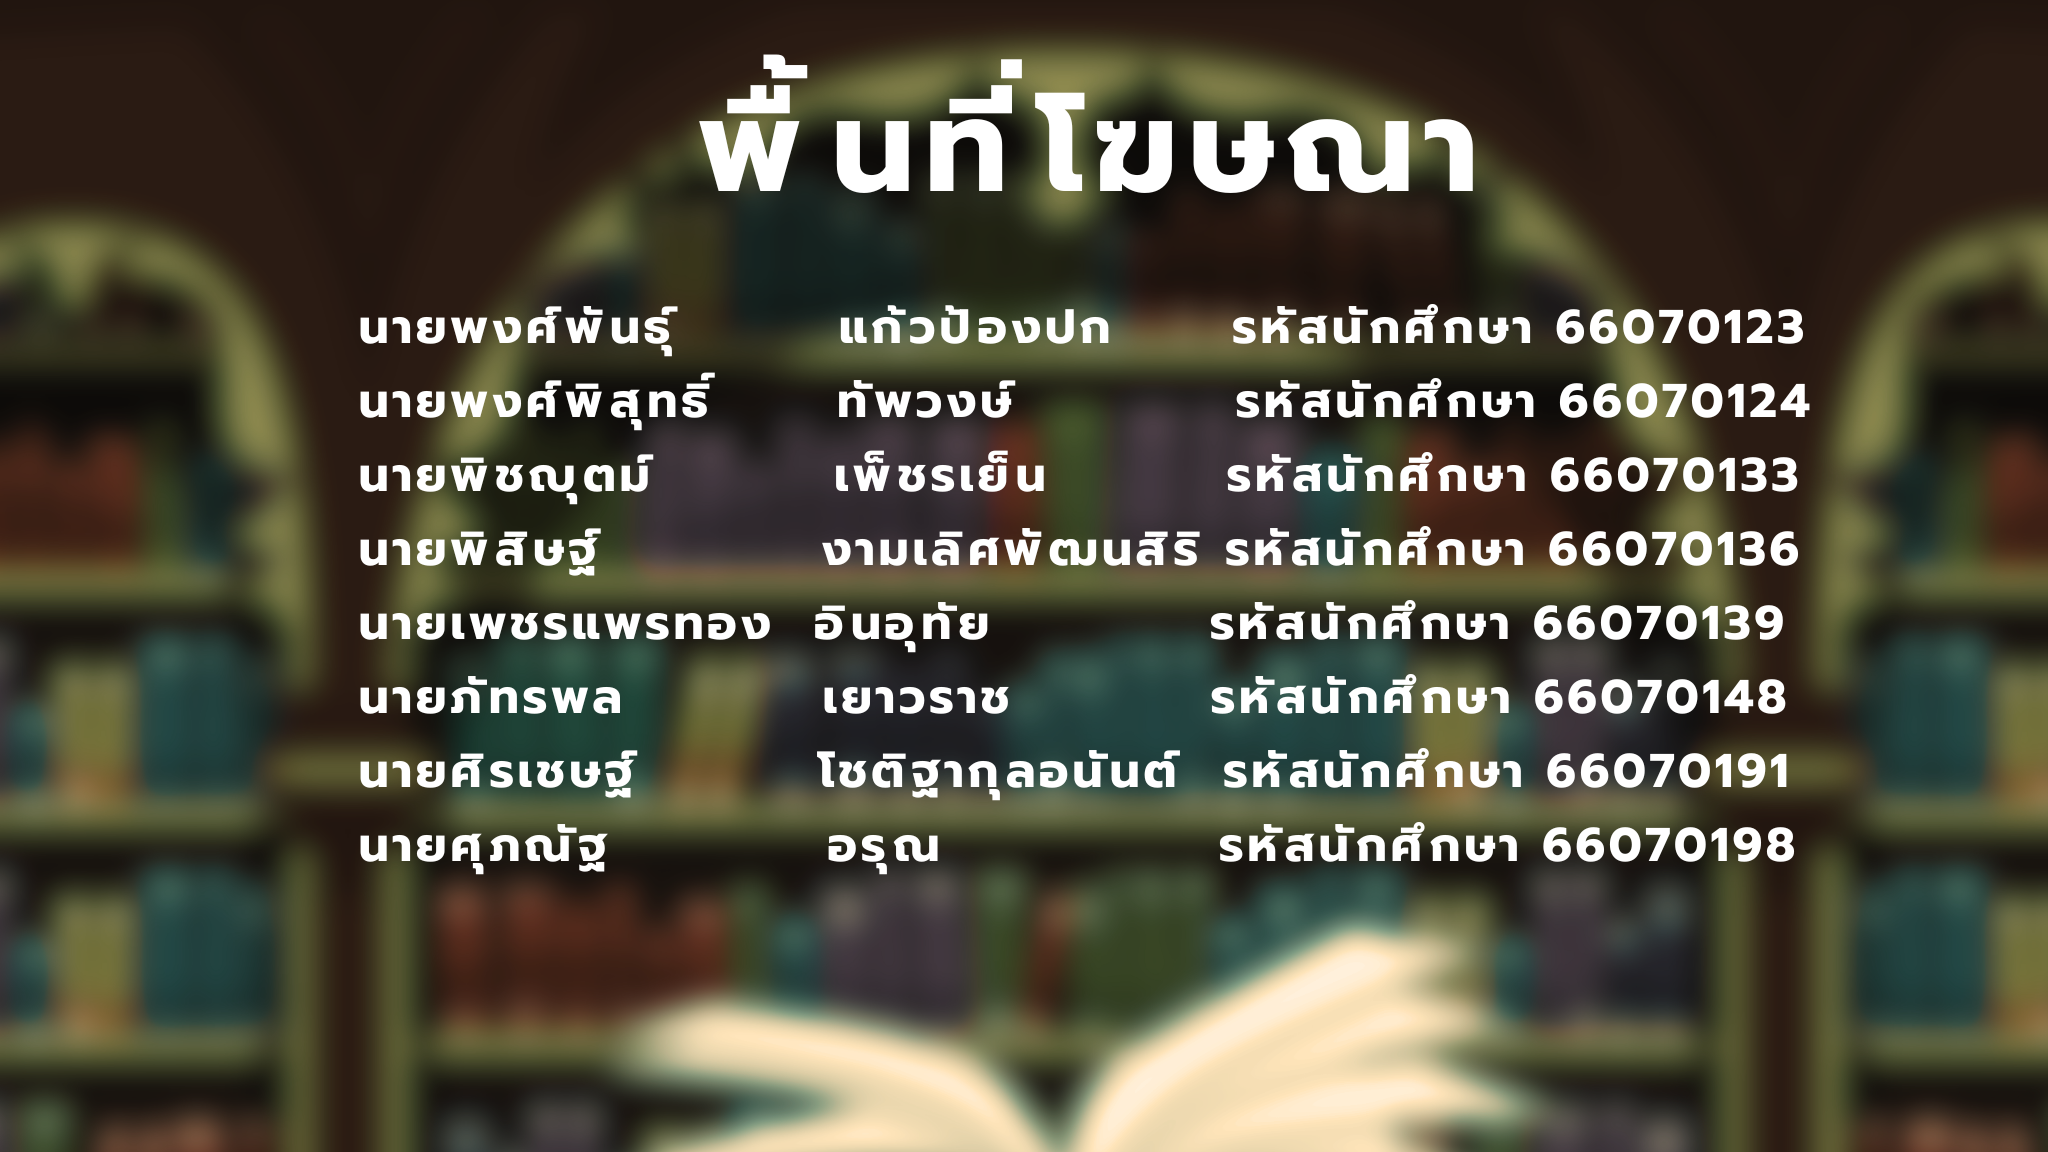 พื้นที่โฆษณา
นายพงศ์พันธุ์ แก้วป้องปก รหัสนักศึกษา 66070123
นายพงศ์พิสุทธิ์ ทัพวงษ์ รหัสนักศึกษา 66070124
นายพิชญุตม์ เพ็ชรเย็น รหัสนักศึกษา 66070133
นายพิสิษฐ์ งามเลิศพัฒนสิริ รหัสนักศึกษา 66070136
นายเพชรแพรทอง อินอุทัย รหัสนักศึกษา 66070139
นายภัทรพล เยาวราช รหัสนักศึกษา 66070148
นายศิรเชษฐ์ โชติฐากุลอนันต์ รหัสนักศึกษา 66070191
นายศุภณัฐ อรุณ รหัสนักศึกษา 66070198